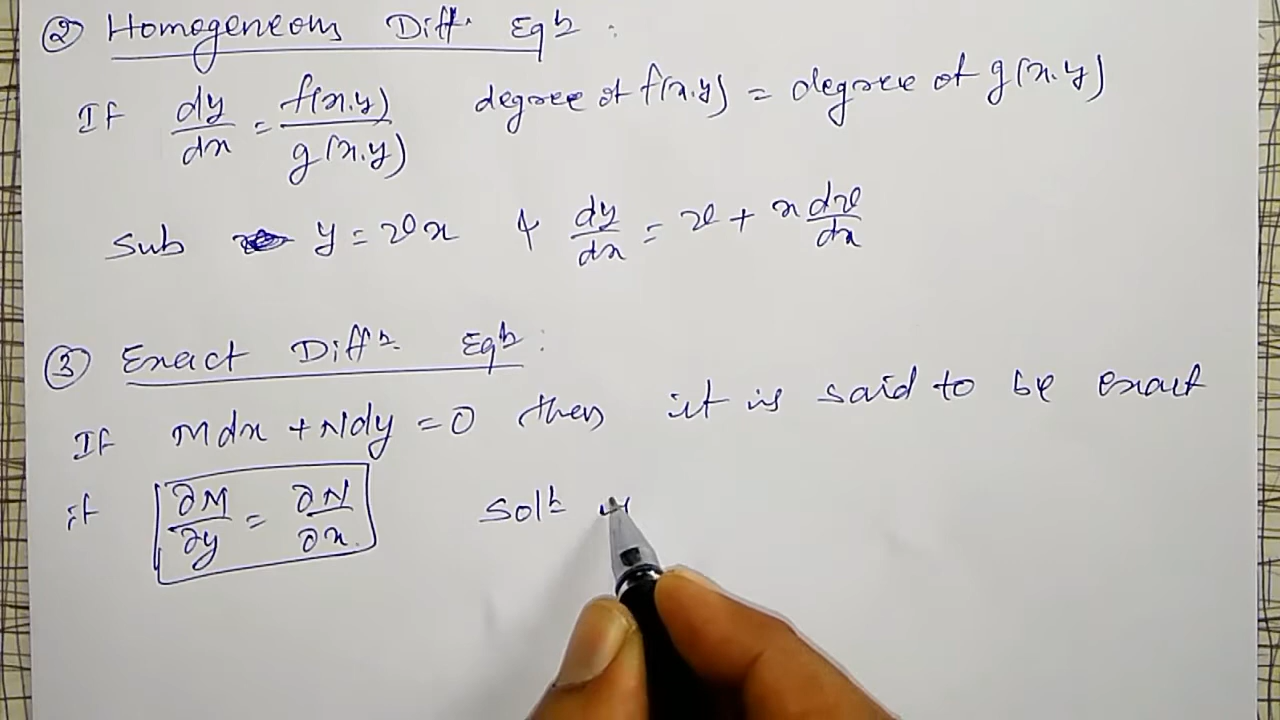 ② Homogeneous Diff. Eqⁿ :
If dy/dx = f(x,y)/g(x,y) degree of f(x,y) = degree of g(x,y)
Sub y = vx & dy/dx = v + x dv/dx
③ Exact Diffⁿ. Eqⁿ :
If Mdx + Ndy = 0 then it is said to be exact
if ∂M/∂y = ∂N/∂x. Solⁿ